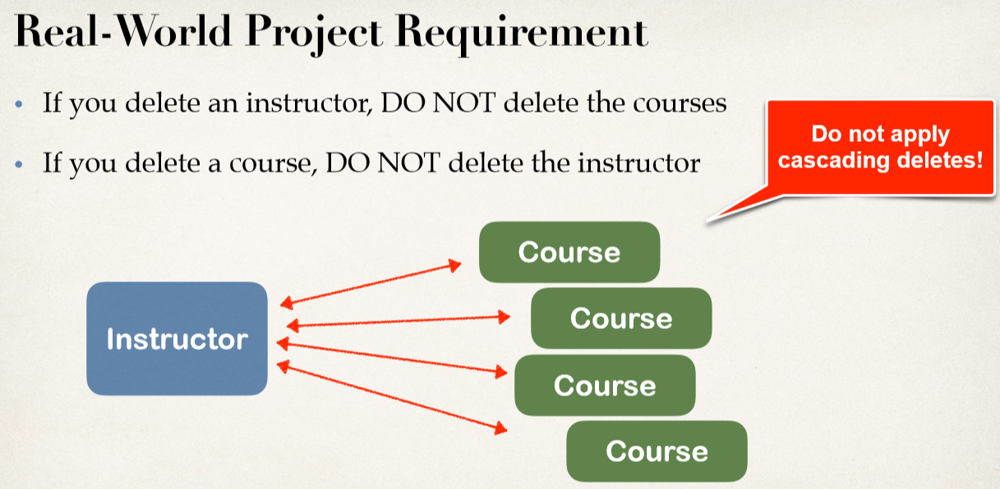 Real-World Project Requirement
• If you delete an instructor, DO NOT delete the courses
• If you delete a course, DO NOT delete the instructor
Do not apply
cascading deletes!
Course
Course
Instructor
Course
Course